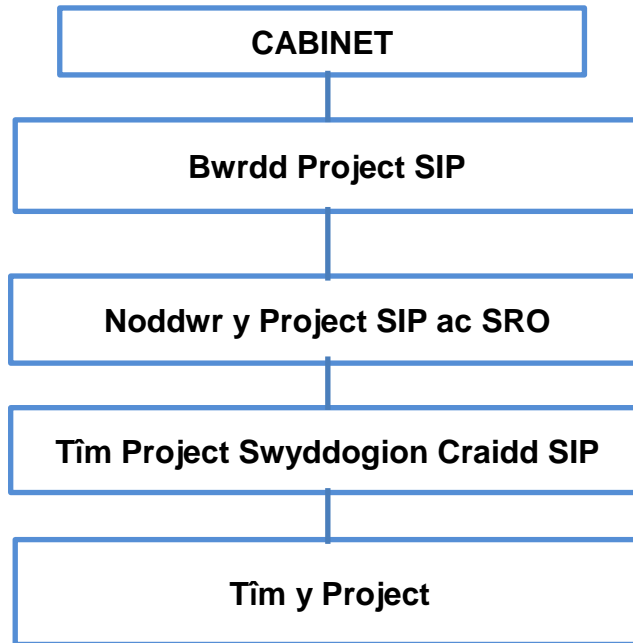 CABINET
Bwrdd Project SIP
Noddwr y Project SIP ac SRO
Tîm Project Swyddogion Craidd SIP
Tîm y Project